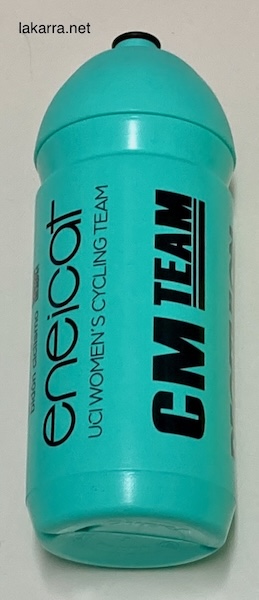 lakarra.net
eneicat
UCI WOMEN'S CYCLING TEAM
CM TEAM